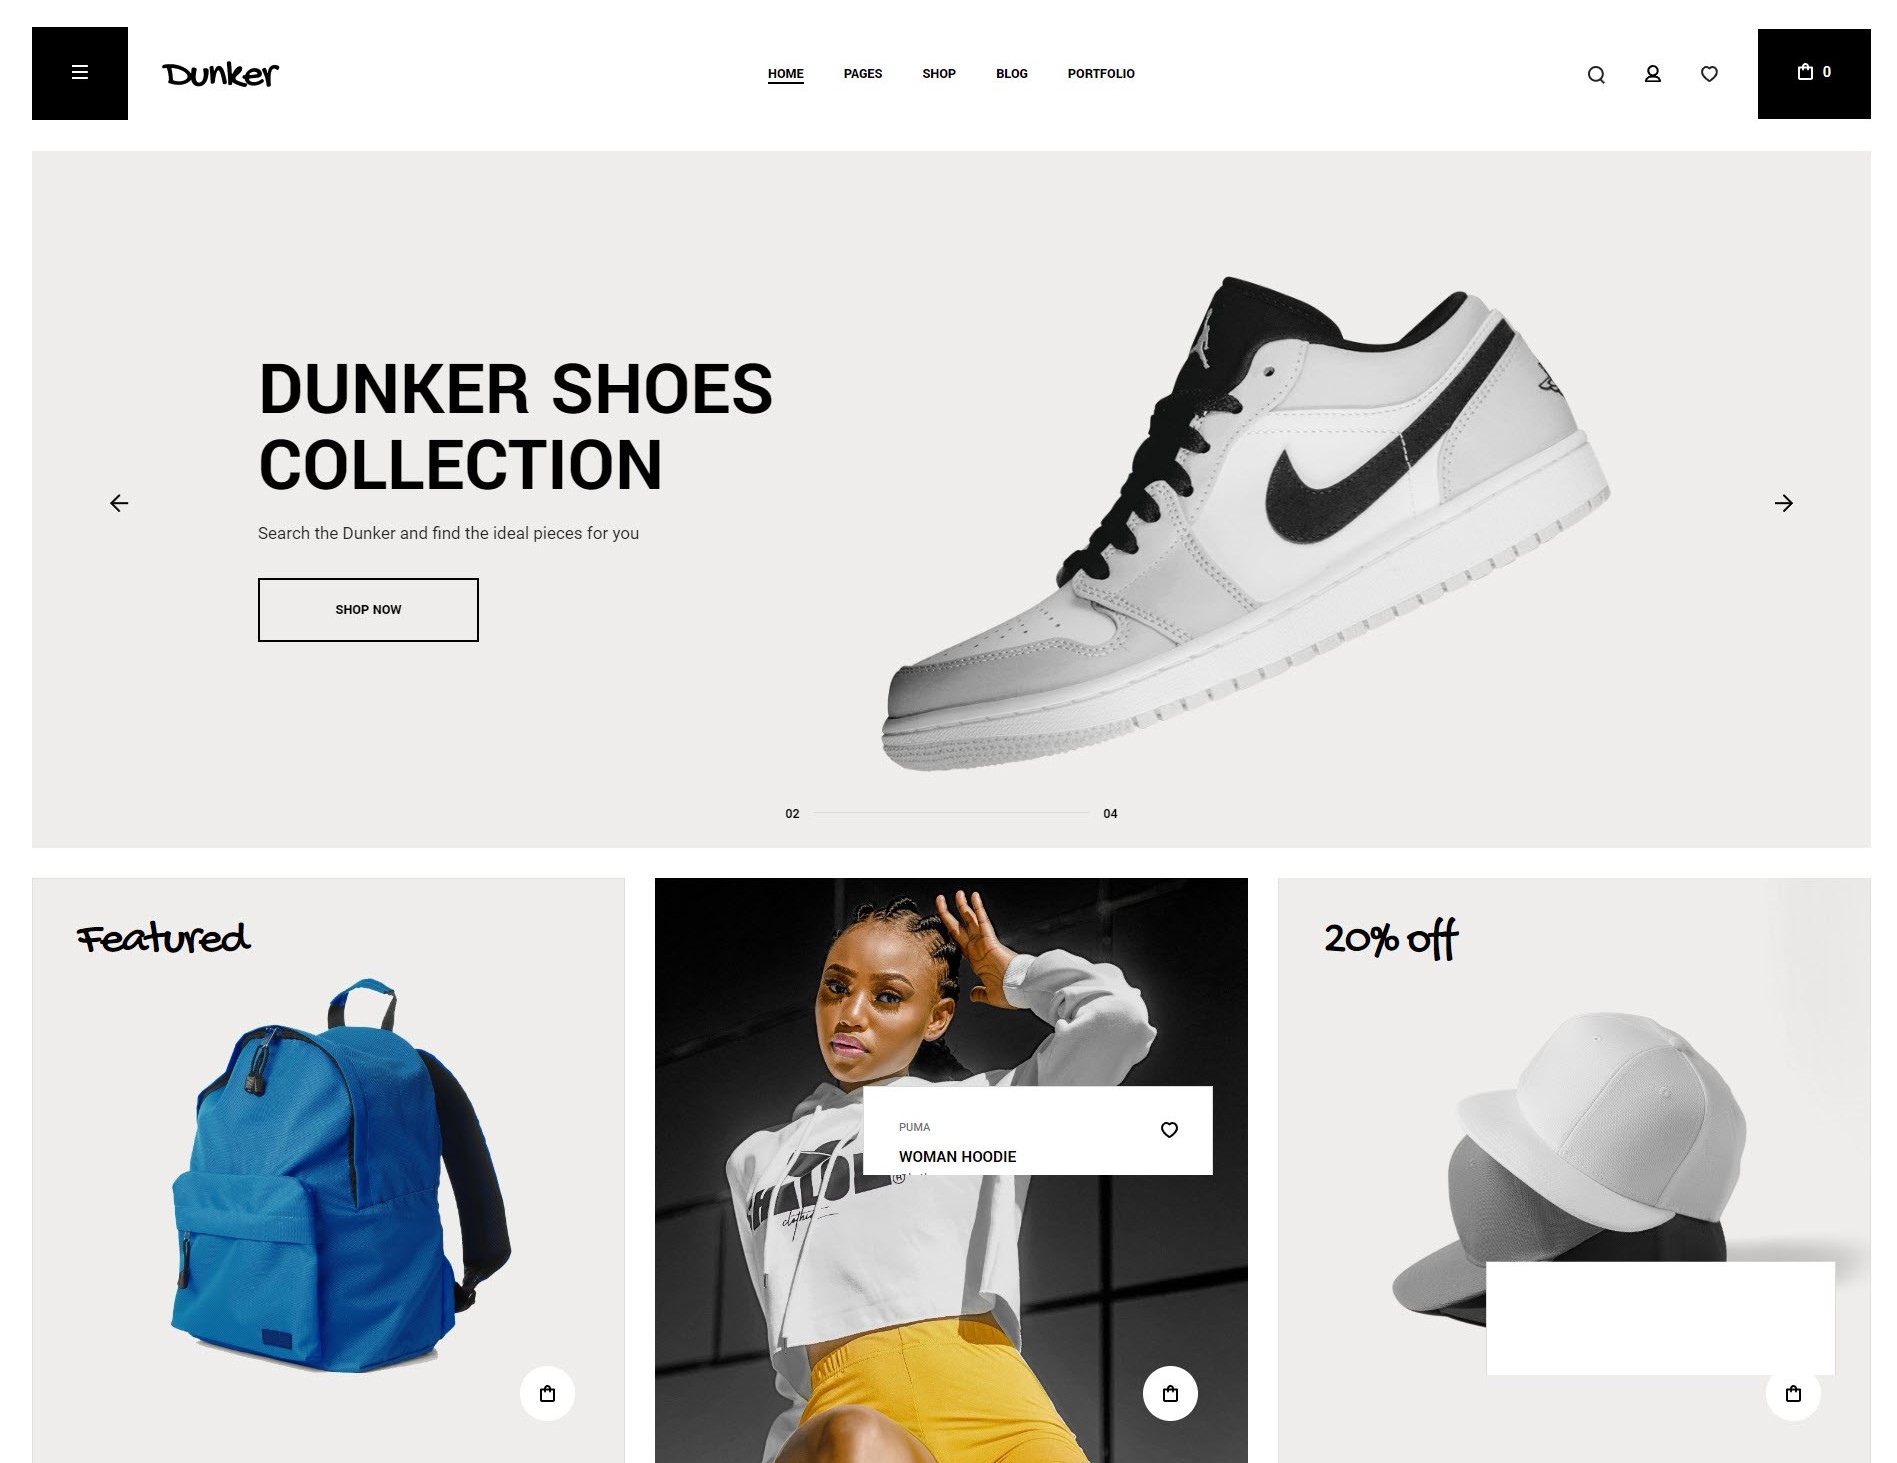 Dunker
HOME PAGES SHOP BLOG PORTFOLIO
0
DUNKER SHOES
COLLECTION
Search the Dunker and find the ideal pieces for you
SHOP NOW
02 04
Featured
20% off
PUMA
WOMAN HOODIE